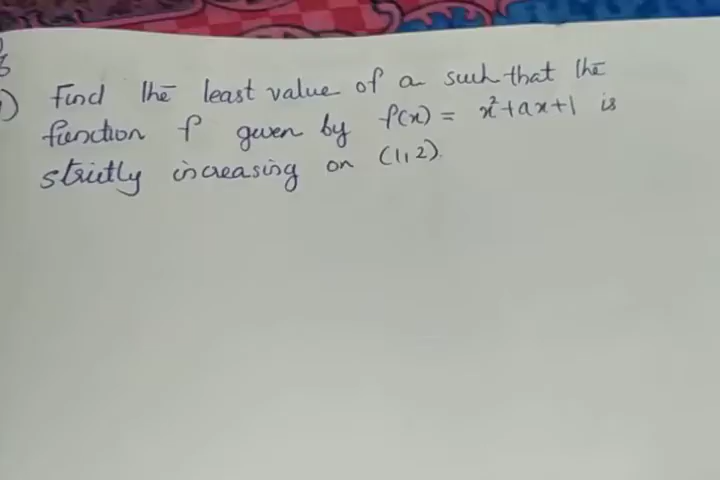 Find the least value of a such that the
function f given by f(x) = x²+ax+1 is
strictly increasing on (1,2).